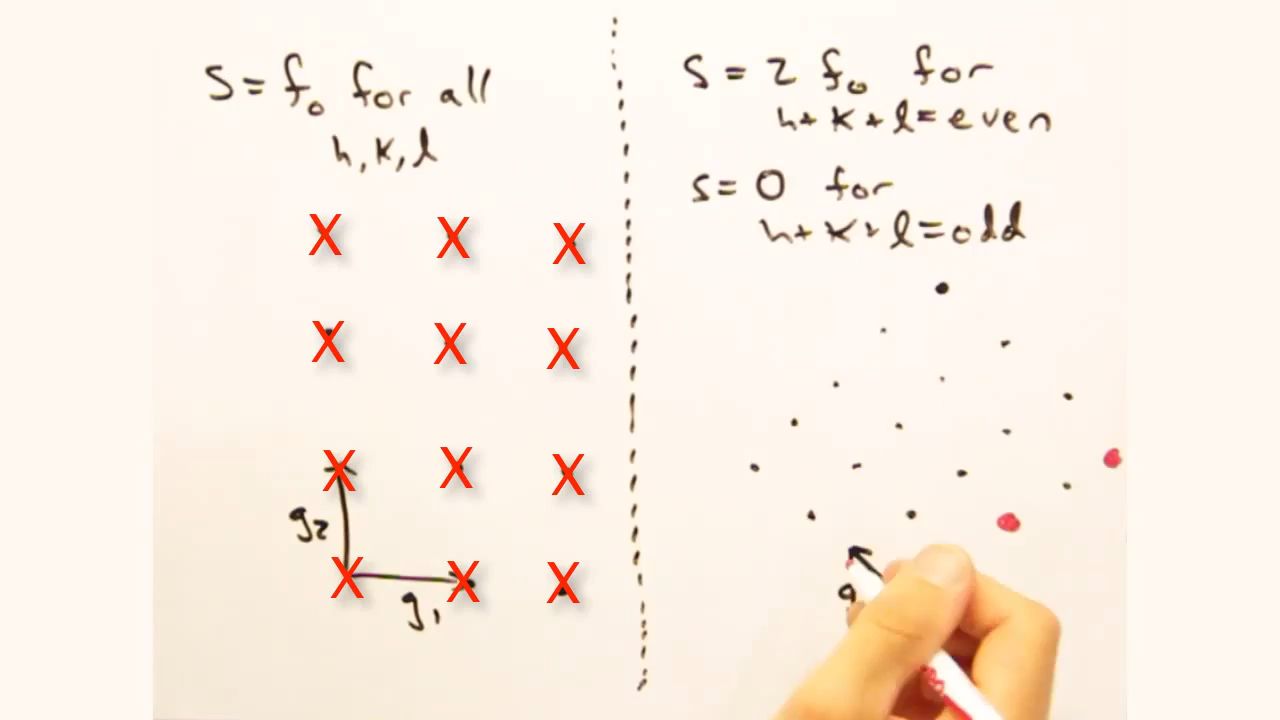 S = f₀ for all
h, k, l
X X X
X X X
X X X
g₂
X X X
g₁
S = 2 f₀ for
h + k + l = even
S = 0 for
h + k + l = odd
g